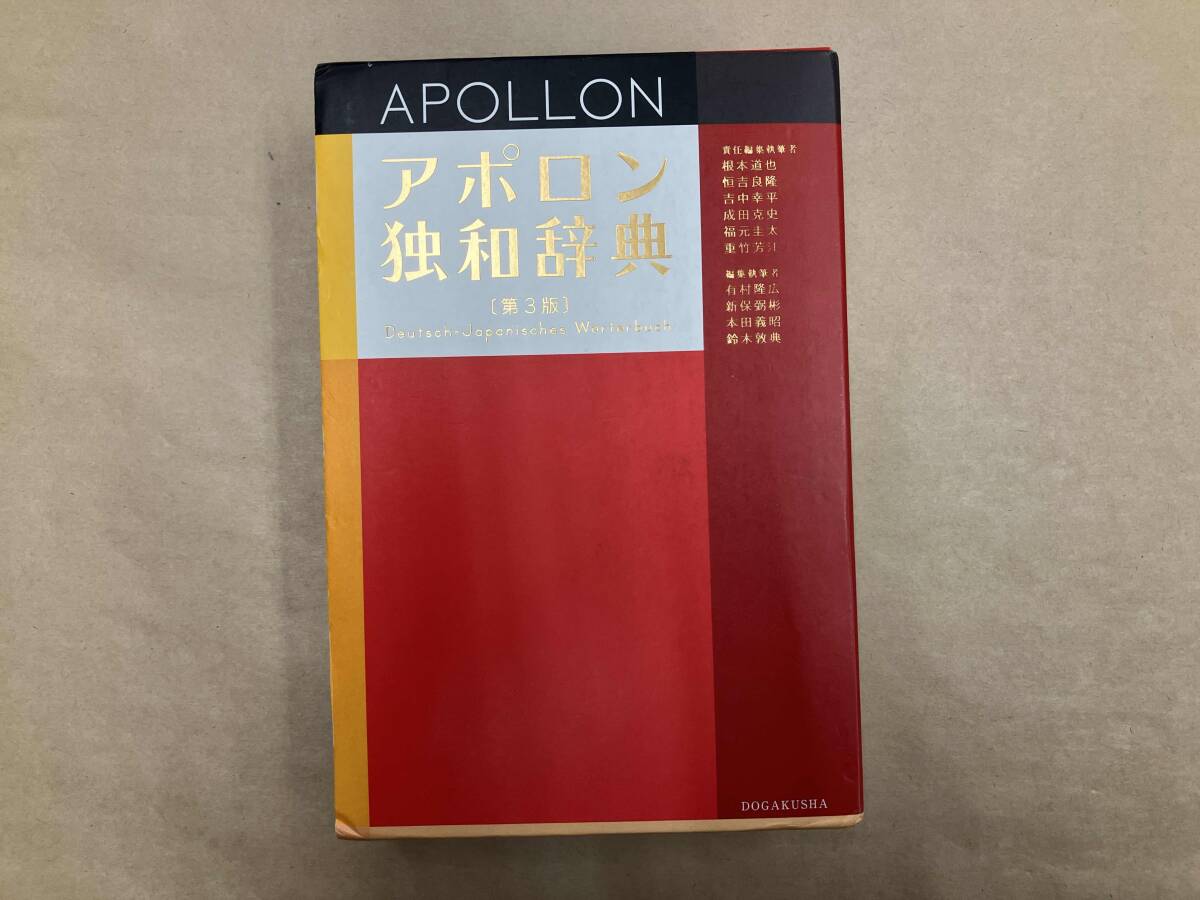 APOLLON
アポロン
独和辞典
〔第3版〕
Deutsch-Japanisches Wörterbuch
責任編集執筆者
根本道也
恒吉良隆
吉中幸平
成田克史
福元圭太
重竹芳江
編集執筆者
有村隆広
新保弼彬
本田義昭
鈴木敦典
DOGAKUSHA